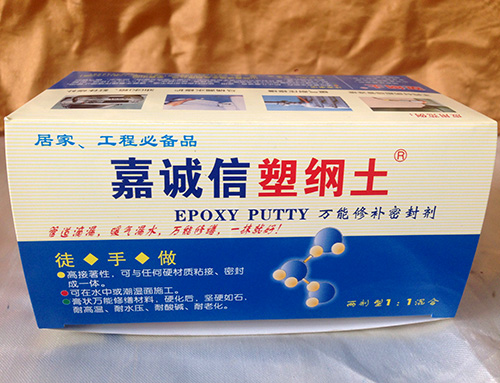 居家、工程必备品
嘉诚信塑纲土®
EPOXY PUTTY 万能修补密封剂
管道滴漏，暖气漏水，万能修缮，一抹就好！
徒◆手◆做
●高接著性，可与任何硬材质粘接、密封
成一体。
●可在水中或潮湿面施工。
●膏状万能修缮材料，硬化后，坚硬如石，
耐高温、耐水压、耐酸碱、耐老化。
两剂型1：1混合